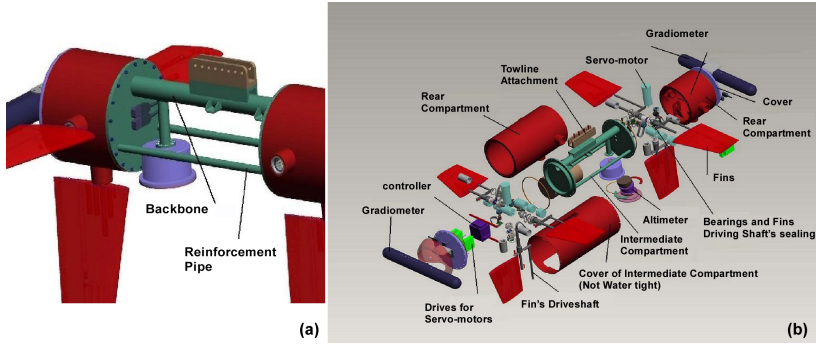 Backbone
Reinforcement
Pipe
(a)
Gradiometer
Servo-motor
Towline
Attachment
Rear
Compartment
Cover
Rear
Compartment
Fins
controller
Gradiometer
Altimeter
Bearings and Fins
Driving Shaft's sealing
Intermediate
Compartment
Cover of Intermediate Compartment
(Not Water tight)
Fin's Driveshaft
Drives for
Servo-motors
(b)